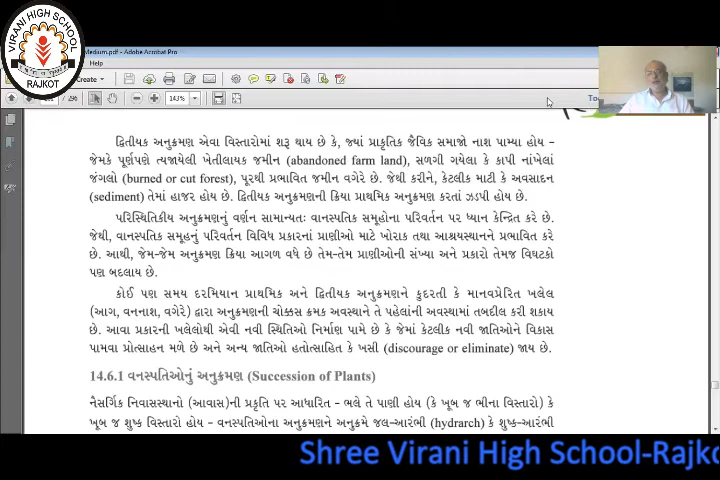 VIRANI HIGH SCHOOL
RAJKOT
Medium.pdf - Adobe Acrobat Pro
Help
Create
/ 296
143%
દ્વિતીયક અનુક્રમણ એવા વિસ્તારોમાં શરૂ થાય છે કે, જ્યાં પ્રાકૃતિક જૈવિક સમાજો નાશ પામ્યા હોય –
જેમકે પૂર્ણપણે ત્યજાયેલી ખેતીલાયક જમીન (abandoned farm land), સળગી ગયેલા કે કાપી નાંખેલાં
જંગલો (burned or cut forest), પૂરથી પ્રભાવિત જમીન વગેરે છે. જેથી કરીને, કેટલીક માટી કે અવસાદન
(sediment) તેમાં હાજર હોય છે. દ્વિતીયક અનુક્રમણની ક્રિયા પ્રાથમિક અનુક્રમણ કરતાં ઝડપી હોય છે.
પરિસ્થિતિકીય અનુક્રમણનું વર્ણન સામાન્યતઃ વાનસ્પતિક સમૂહોના પરિવર્તન પર ધ્યાન કેન્દ્રિત કરે છે.
જેથી, વાનસ્પતિક સમૂહનું પરિવર્તન વિવિધ પ્રકારનાં પ્રાણીઓ માટે ખોરાક તથા આશ્રયસ્થાનને પ્રભાવિત કરે
છે. આથી, જેમ-જેમ અનુક્રમણ ક્રિયા આગળ વધે છે તેમ-તેમ પ્રાણીઓની સંખ્યા અને પ્રકારો તેમજ વિઘટકો
પણ બદલાય છે.
કોઈ પણ સમય દરમિયાન પ્રાથમિક અને દ્વિતીયક અનુક્રમણને કુદરતી કે માનવપ્રેરિત ખલેલ
(આગ, વનનાશ, વગેરે) દ્વારા અનુક્રમણની ચોક્કસ ક્રમક અવસ્થાને તે પહેલાંની અવસ્થામાં તબદીલ કરી શકાય
છે. આવા પ્રકારની ખલેલોથી એવી નવી સ્થિતિઓ નિર્માણ પામે છે કે જેમાં કેટલીક નવી જાતિઓને વિકાસ
પામવા પ્રોત્સાહન મળે છે અને અન્ય જાતિઓ હતોત્સાહિત કે ખસી (discourage or eliminate) જાય છે.
14.6.1 વનસ્પતિઓનું અનુક્રમણ (Succession of Plants)
નૈસર્ગિક નિવાસસ્થાનો (આવાસ)ની પ્રકૃતિ પર આધારિત – ભલે તે પાણી હોય (કે ખૂબ જ ભીના વિસ્તારો) કે
ખૂબ જ શુષ્ક વિસ્તારો હોય – વનસ્પતિઓના અનુક્રમણને અનુક્રમે જલ-આરંભી (hydrarch) કે શુષ્ક-આરંભી
Shree Virani High School-Rajko